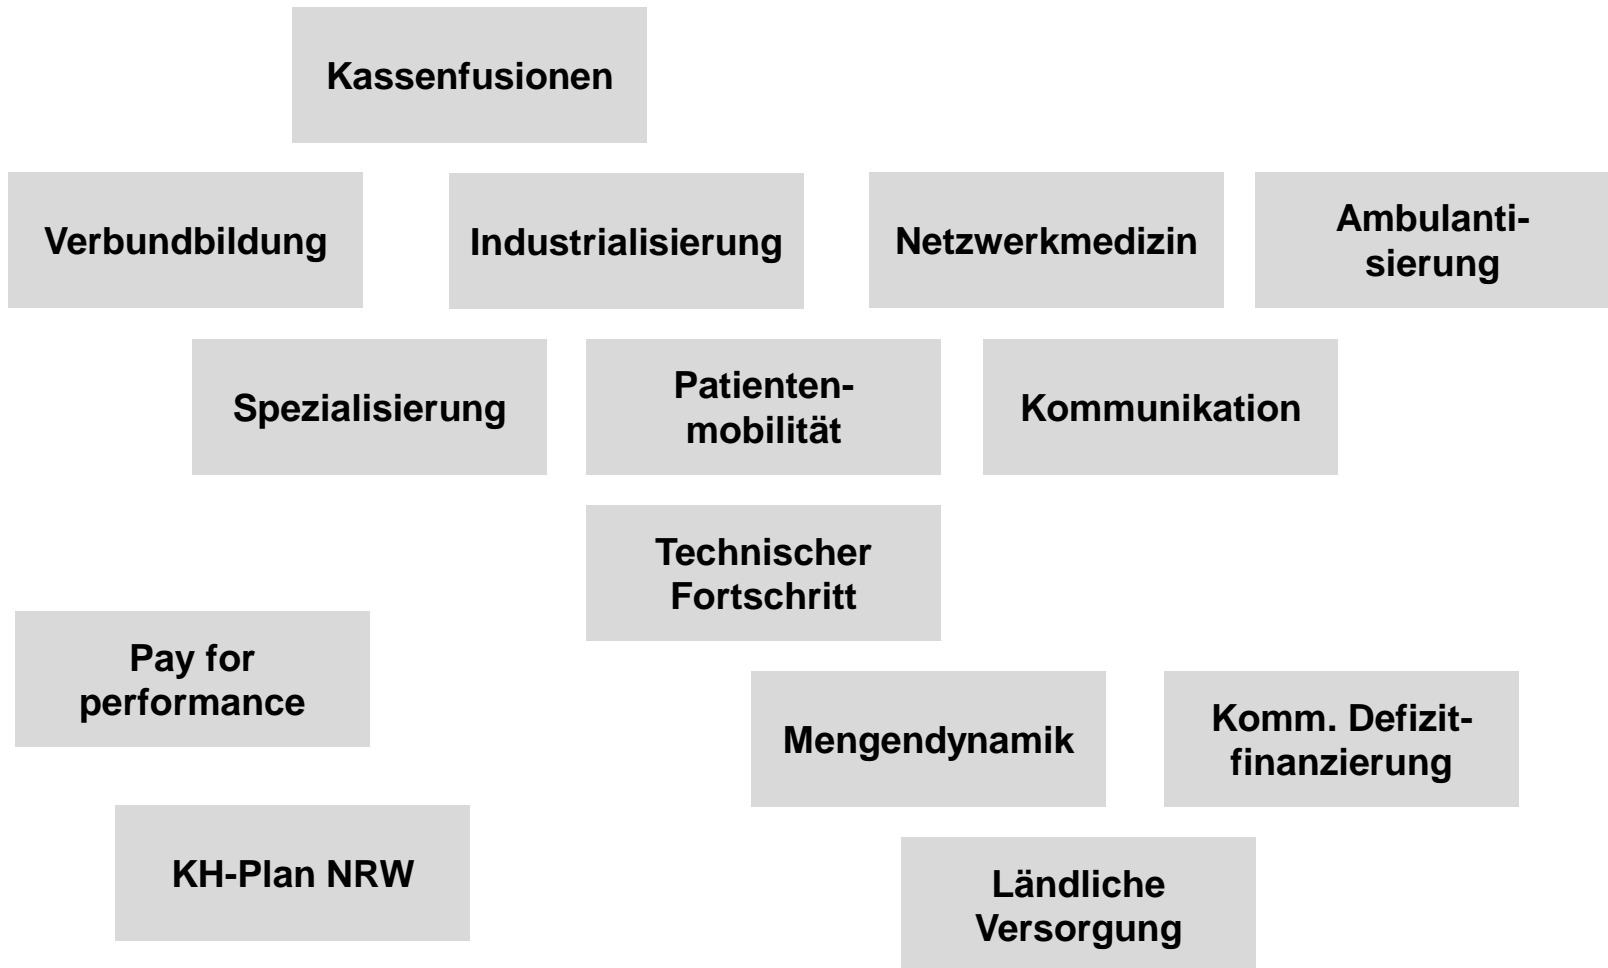 Kassenfusionen
Verbundbildung
Industrialisierung
Netzwerkmedizin
Ambulanti-
sierung
Spezialisierung
Patienten-
mobilität
Kommunikation
Technischer
Fortschritt
Pay for
performance
Mengendynamik
Komm. Defizit-
finanzierung
KH-Plan NRW
Ländliche
Versorgung